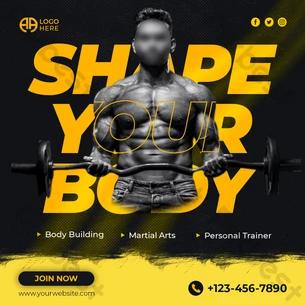 LOGO
HERE
SHAPE
YOUR
BODY
Body Building
Martial Arts
Personal Trainer
JOIN NOW
www.yourwebsite.com
+123-456-7890